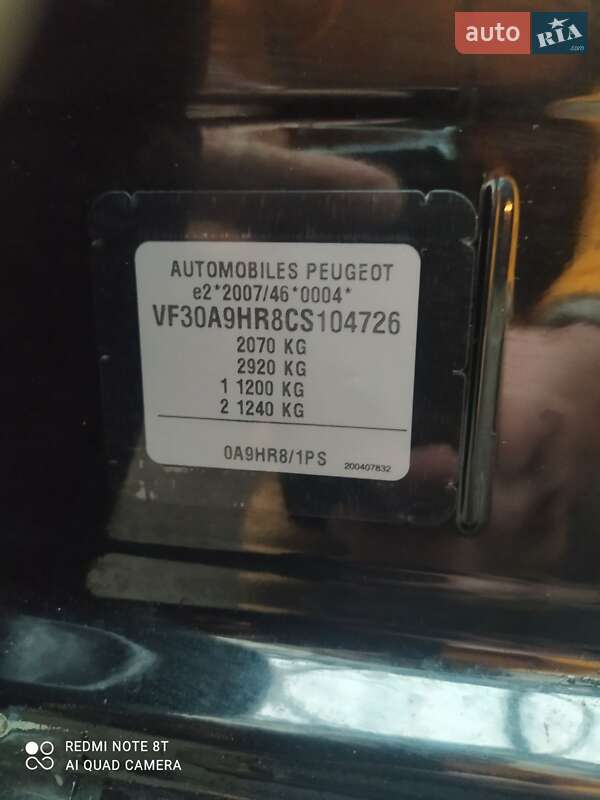 auto RIA .com
AUTOMOBILES PEUGEOT
e2*2007/46*0004*
VF30A9HR8CS104726
2070 KG
2920 KG
1 1200 KG
2 1240 KG
0A9HR8/1PS 200407832
REDMI NOTE 8T
AI QUAD CAMERA